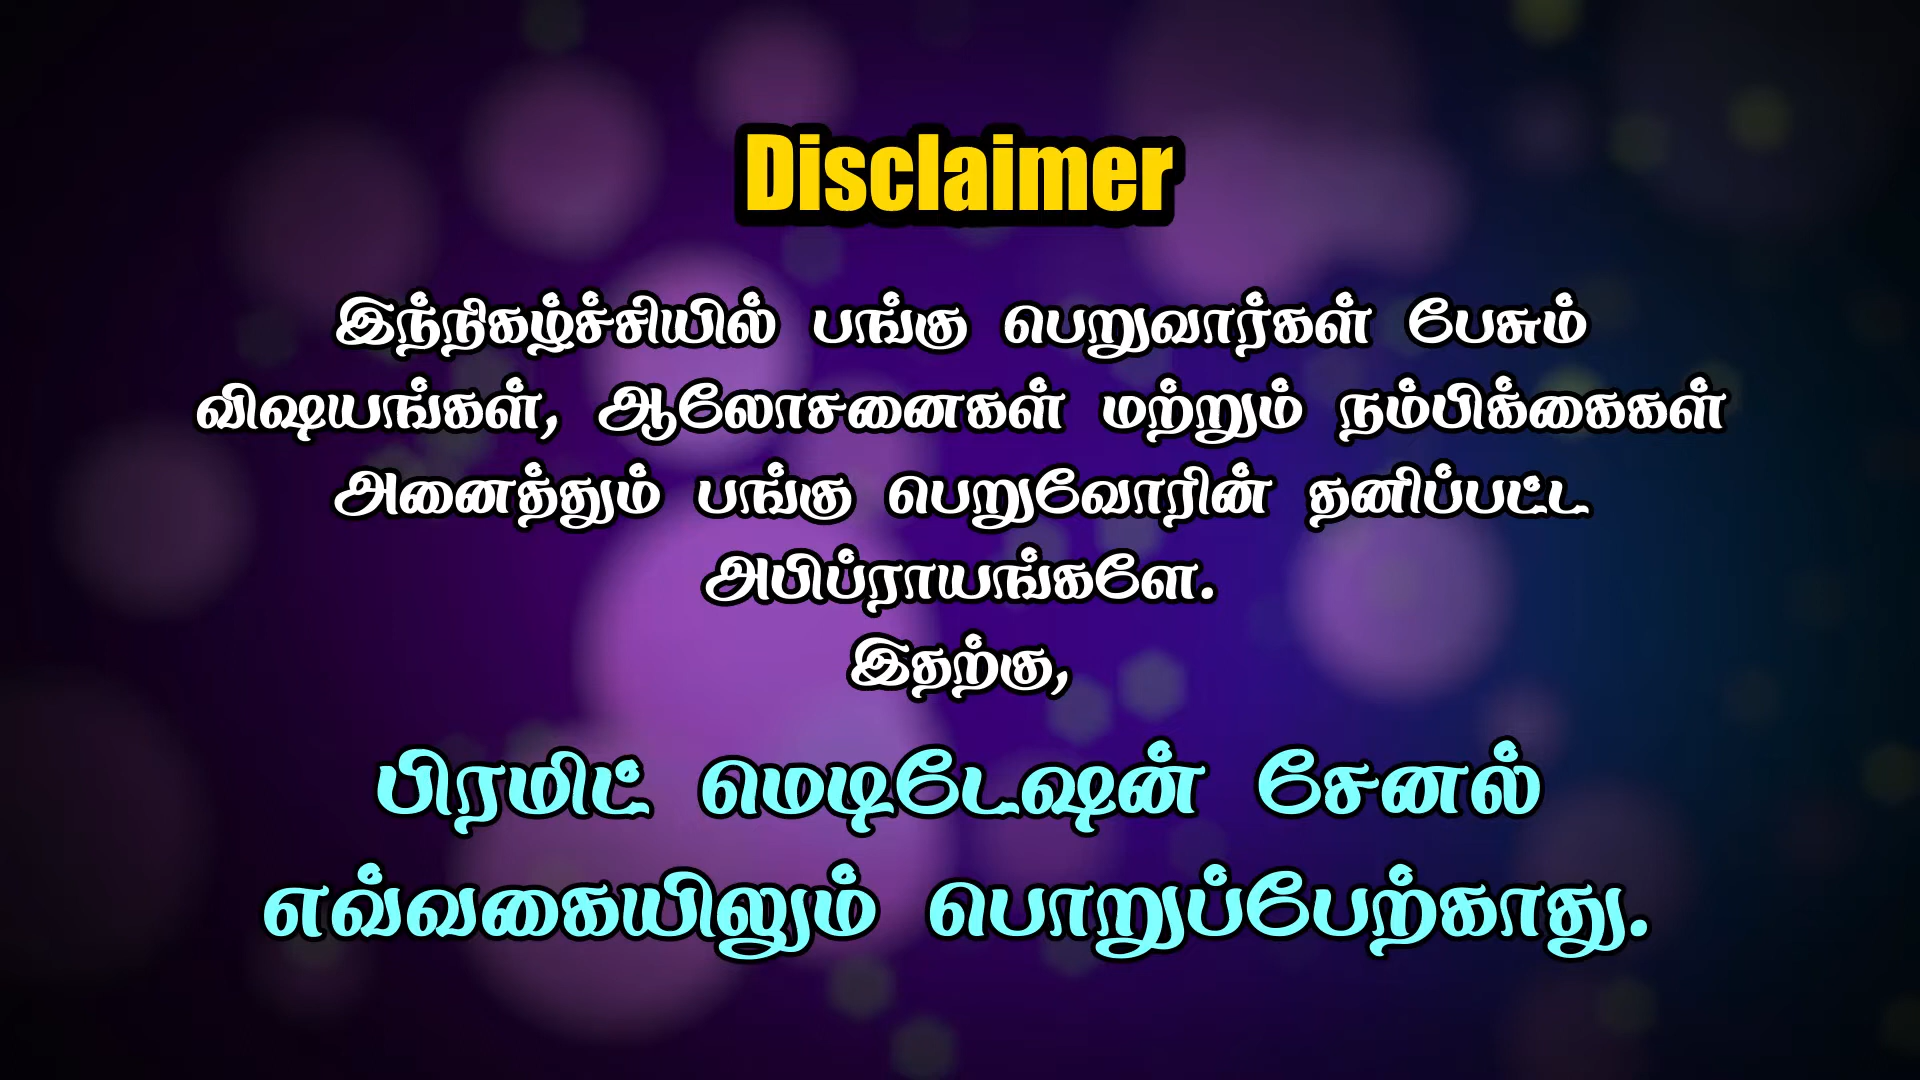 Disclaimer
இந்நிகழ்ச்சியில் பங்கு பெறுவார்கள் பேசும்
விஷயங்கள், ஆலோசனைகள் மற்றும் நம்பிக்கைகள்
அனைத்தும் பங்கு பெறுவோரின் தனிப்பட்ட
அபிப்ராயங்களே.
இதற்கு,
பிரமிட் மெடிடேஷன் சேனல்
எவ்வகையிலும் பொறுப்பேற்காது.